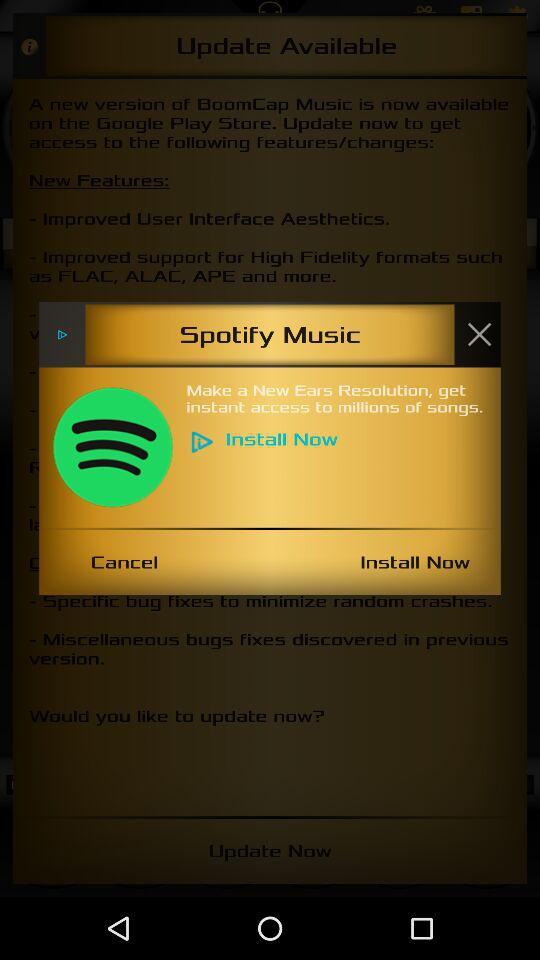 Update Available
A new version of BoomCap Music is now available
on the Google Play Store. Update now to get
access to the following features/changes:
New Features:
- Improved User Interface Aesthetics.
- Improved support for High Fidelity formats such
as FLAC, ALAC, APE and more.
Spotify Music
Make a New Ears Resolution, get
instant access to millions of songs.
Install Now
Cancel
Install Now
- Specific bug fixes to minimize random crashes.
- Miscellaneous bugs fixes discovered in previous
version.
Would you like to update now?
Update Now